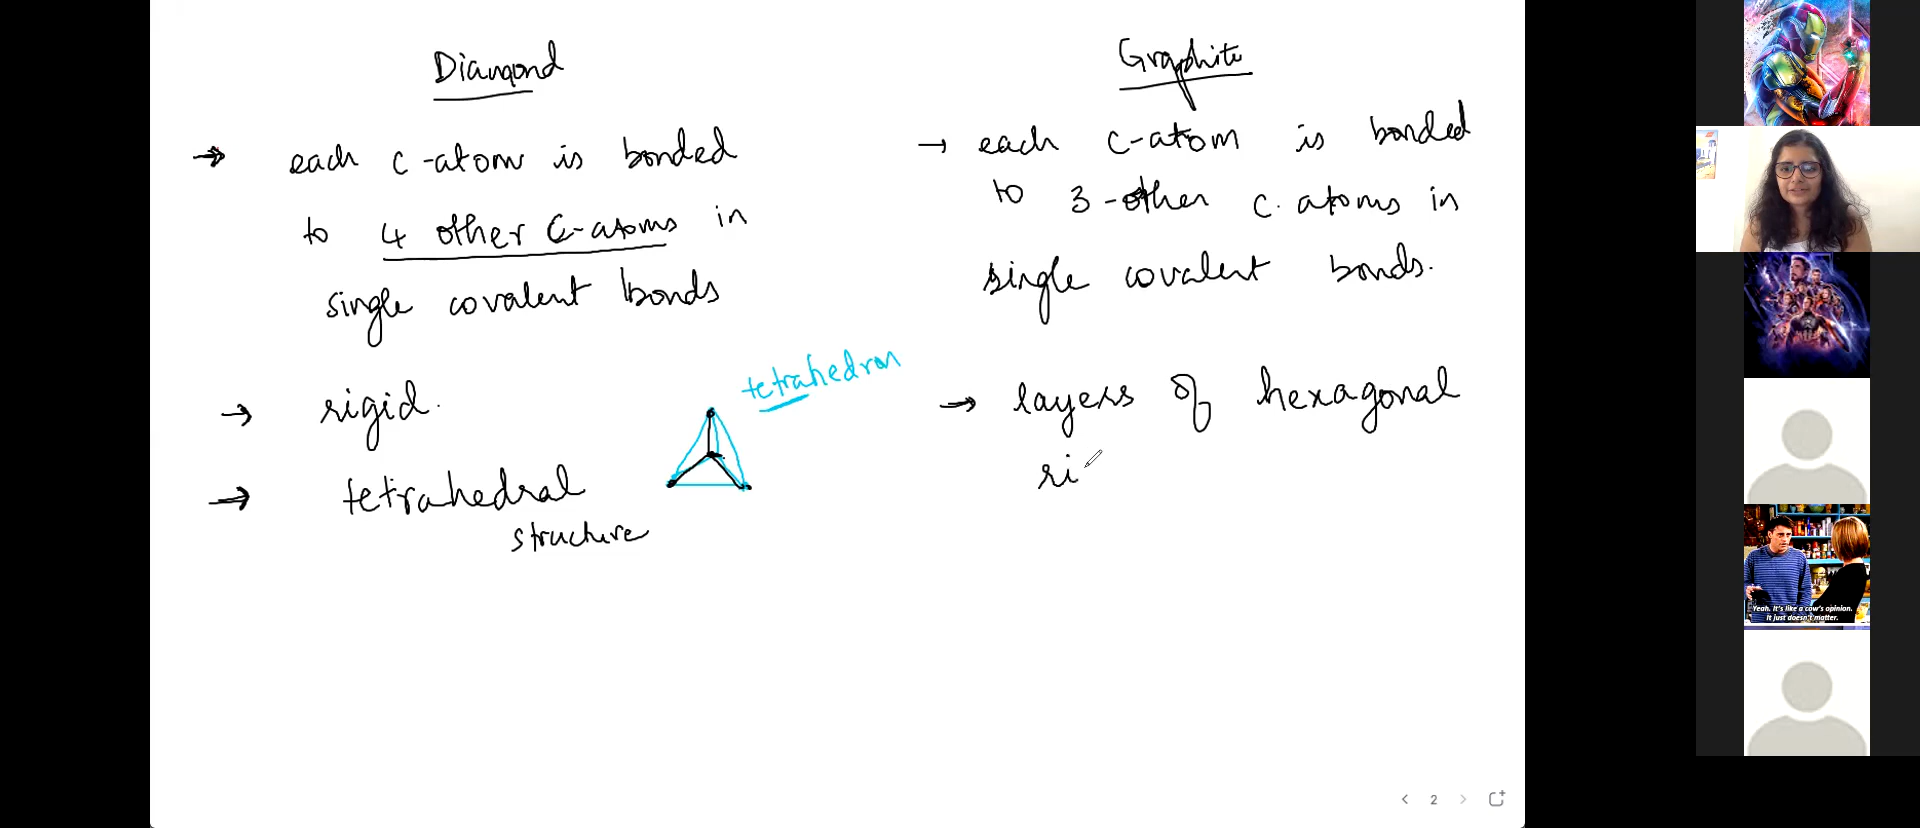 Diamond
→ each c-atom is bonded
to 4 other C-atoms in
single covalent bonds
→ rigid.
→ tetrahedral
structure
tetrahedron
Graphite
→ each c-atom is bonded
to 3-other c. atoms in
single covalent bonds.
→ layers of hexagonal
ri
Yeah. It's like a cow's opinion.
It just doesn't matter.
< 2 >